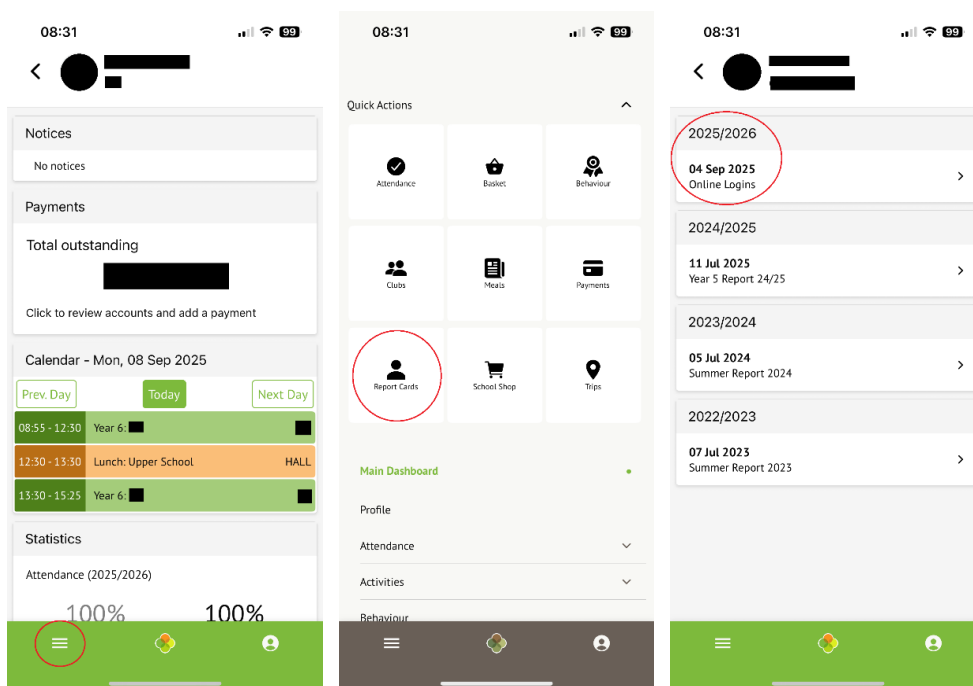 08:31
99
Notices
No notices
Payments
Total outstanding
Click to review accounts and add a payment
Calendar - Mon, 08 Sep 2025
Prev. Day Today Next Day
08:55 - 12:30 Year 6:
12:30 - 13:30 Lunch: Upper School HALL
13:30 - 15:25 Year 6:
Statistics
Attendance (2025/2026)
100% 100%
08:31
99
Quick Actions
Attendance Basket Behaviour
Clubs Meals Payments
Report Cards School Shop Trips
Main Dashboard
Profile
Attendance
Activities
Behaviour
08:31
99
2025/2026
04 Sep 2025
Online Logins
2024/2025
11 Jul 2025
Year 5 Report 24/25
2023/2024
05 Jul 2024
Summer Report 2024
2022/2023
07 Jul 2023
Summer Report 2023